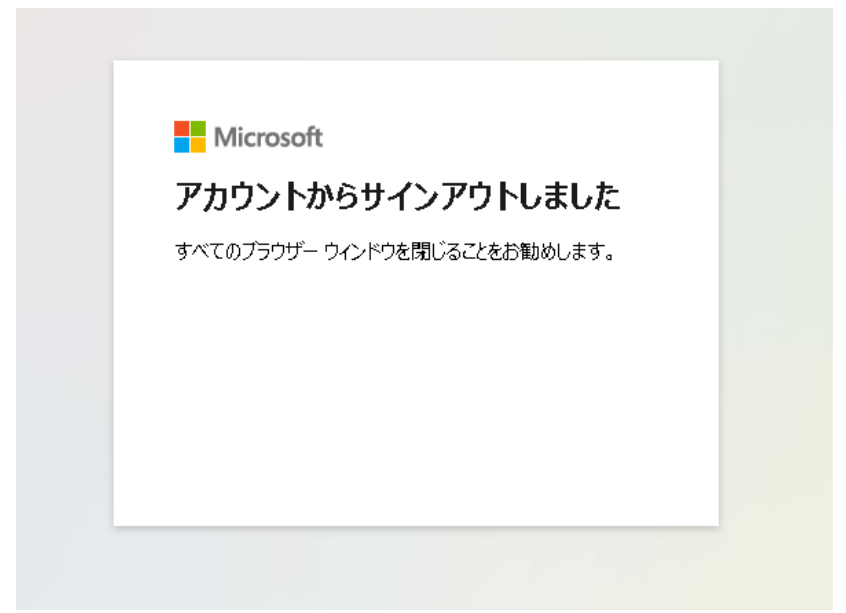 Microsoft
アカウントからサインアウトしました
すべてのブラウザー ウィンドウを閉じることをお勧めします。